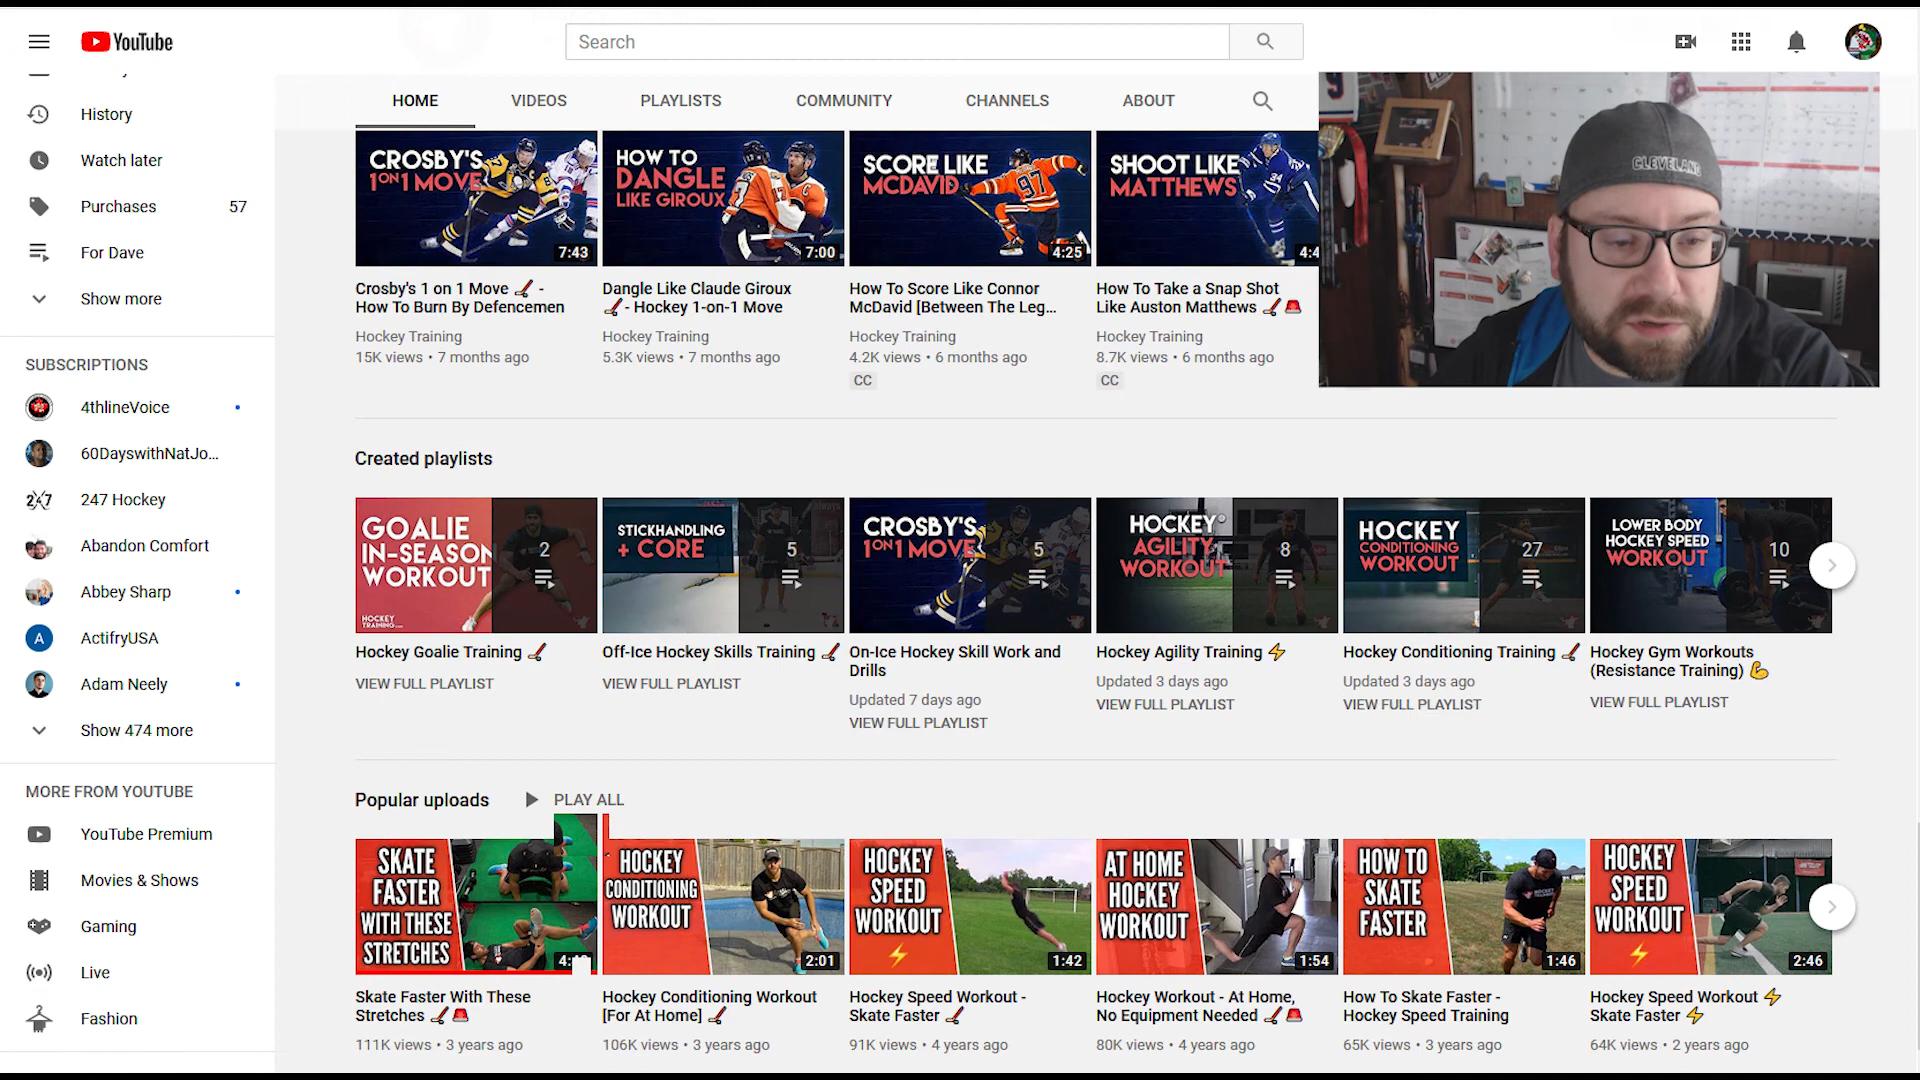 YouTube
Search
History
Watch later
Purchases 57
For Dave
Show more
SUBSCRIPTIONS
4thlineVoice
60DayswithNatJo...
247 Hockey
Abandon Comfort
Abbey Sharp
A ActifryUSA
Adam Neely
Show 474 more
MORE FROM YOUTUBE
YouTube Premium
Movies & Shows
Gaming
Live
Fashion
HOME VIDEOS PLAYLISTS COMMUNITY CHANNELS ABOUT
CROSBY'S
1 ON 1 MOVE
7:43
HOW TO
DANGLE
LIKE GIROUX
7:00
SCORE LIKE
MCDAVID
97
4:25
SHOOT LIKE
MATTHEWS
34
CLEVELAND
Crosby's 1 on 1 Move 🏒 -
How To Burn By Defencemen
Hockey Training
15K views • 7 months ago
Dangle Like Claude Giroux
🏒 - Hockey 1-on-1 Move
Hockey Training
5.3K views • 7 months ago
How To Score Like Connor
McDavid [Between The Leg...
Hockey Training
4.2K views • 6 months ago
CC
How To Take a Snap Shot
Like Auston Matthews 🏒🚨
Hockey Training
8.7K views • 6 months ago
CC
Created playlists
GOALIE
IN-SEASON
WORKOUT
HOCKEY
TRAINING
2
STICKHANDLING
+ CORE
5
CROSBY'S
1 ON 1 MOVE
5
HOCKEY
AGILITY
WORKOUT
8
HOCKEY
CONDITIONING
WORKOUT
27
LOWER BODY
HOCKEY SPEED
WORKOUT
10
Hockey Goalie Training 🏒
VIEW FULL PLAYLIST
Off-Ice Hockey Skills Training 🏒
VIEW FULL PLAYLIST
On-Ice Hockey Skill Work and
Drills
Updated 7 days ago
VIEW FULL PLAYLIST
Hockey Agility Training ⚡
Updated 3 days ago
VIEW FULL PLAYLIST
Hockey Conditioning Training 🏒
Updated 3 days ago
VIEW FULL PLAYLIST
Hockey Gym Workouts
(Resistance Training) 💪
VIEW FULL PLAYLIST
Popular uploads PLAY ALL
SKATE
FASTER
WITH THESE
STRETCHES
HOCKEY
CONDITIONING
WORKOUT
2:01
HOCKEY
SPEED
WORKOUT
1:42
AT HOME
HOCKEY
WORKOUT
1:54
HOW TO
SKATE
FASTER
1:46
HOCKEY
SPEED
WORKOUT
2:46
Skate Faster With These
Stretches 🏒🚨
111K views • 3 years ago
Hockey Conditioning Workout
[For At Home] 🏒
106K views • 3 years ago
Hockey Speed Workout -
Skate Faster 🏒
91K views • 4 years ago
Hockey Workout - At Home,
No Equipment Needed 🏒🚨
80K views • 4 years ago
How To Skate Faster -
Hockey Speed Training
65K views • 3 years ago
Hockey Speed Workout ⚡
Skate Faster ⚡
64K views • 2 years ago